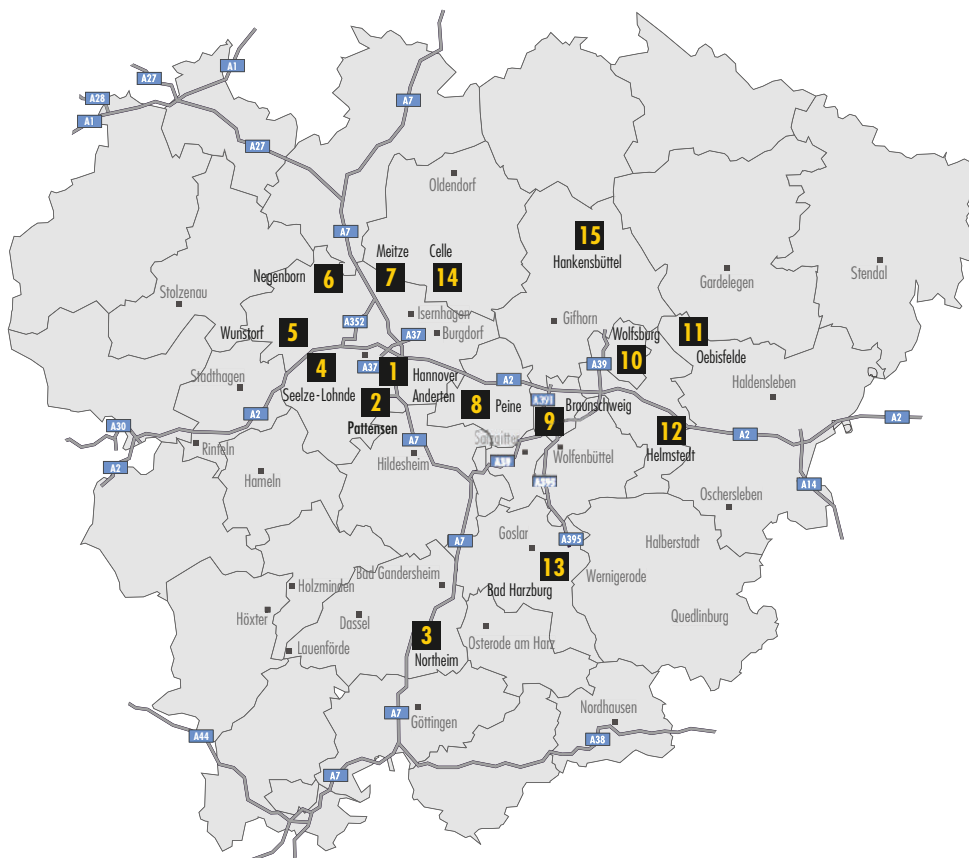 A1
A27
A28
A7
A1
A27
Oldendorf
A7
15
Meitze
Celle
Hankensbüttel
Stendal
Negenborn
6
7
14
Gardelegen
Stolzenau
Isernhagen
A352
Gifhorn
Wolfsburg
11
Wunstorf
5
A37
Burgdorf
Oebisfelde
4
A37
1
A39
10
Stadthagen
Seelze-Lohnde
Hannover
Anderten
A2
Haldensleben
2
8
Peine
A391
Braunschweig
A2
Pattensen
9
12
A2
A2
A30
Rinteln
A7
Salzgitter
Helmstedt
A2
Hildesheim
A39
Wolfenbüttel
Hameln
A395
A14
Oschersleben
Goslar
A7
A395
Halberstadt
Bad Gandersheim
13
Wernigerode
Holzminden
Bad Harzburg
Höxter
Dassel
Quedlinburg
3
Osterode am Harz
Lauenförde
Northeim
A7
Göttingen
Nordhausen
A44
A38
A7